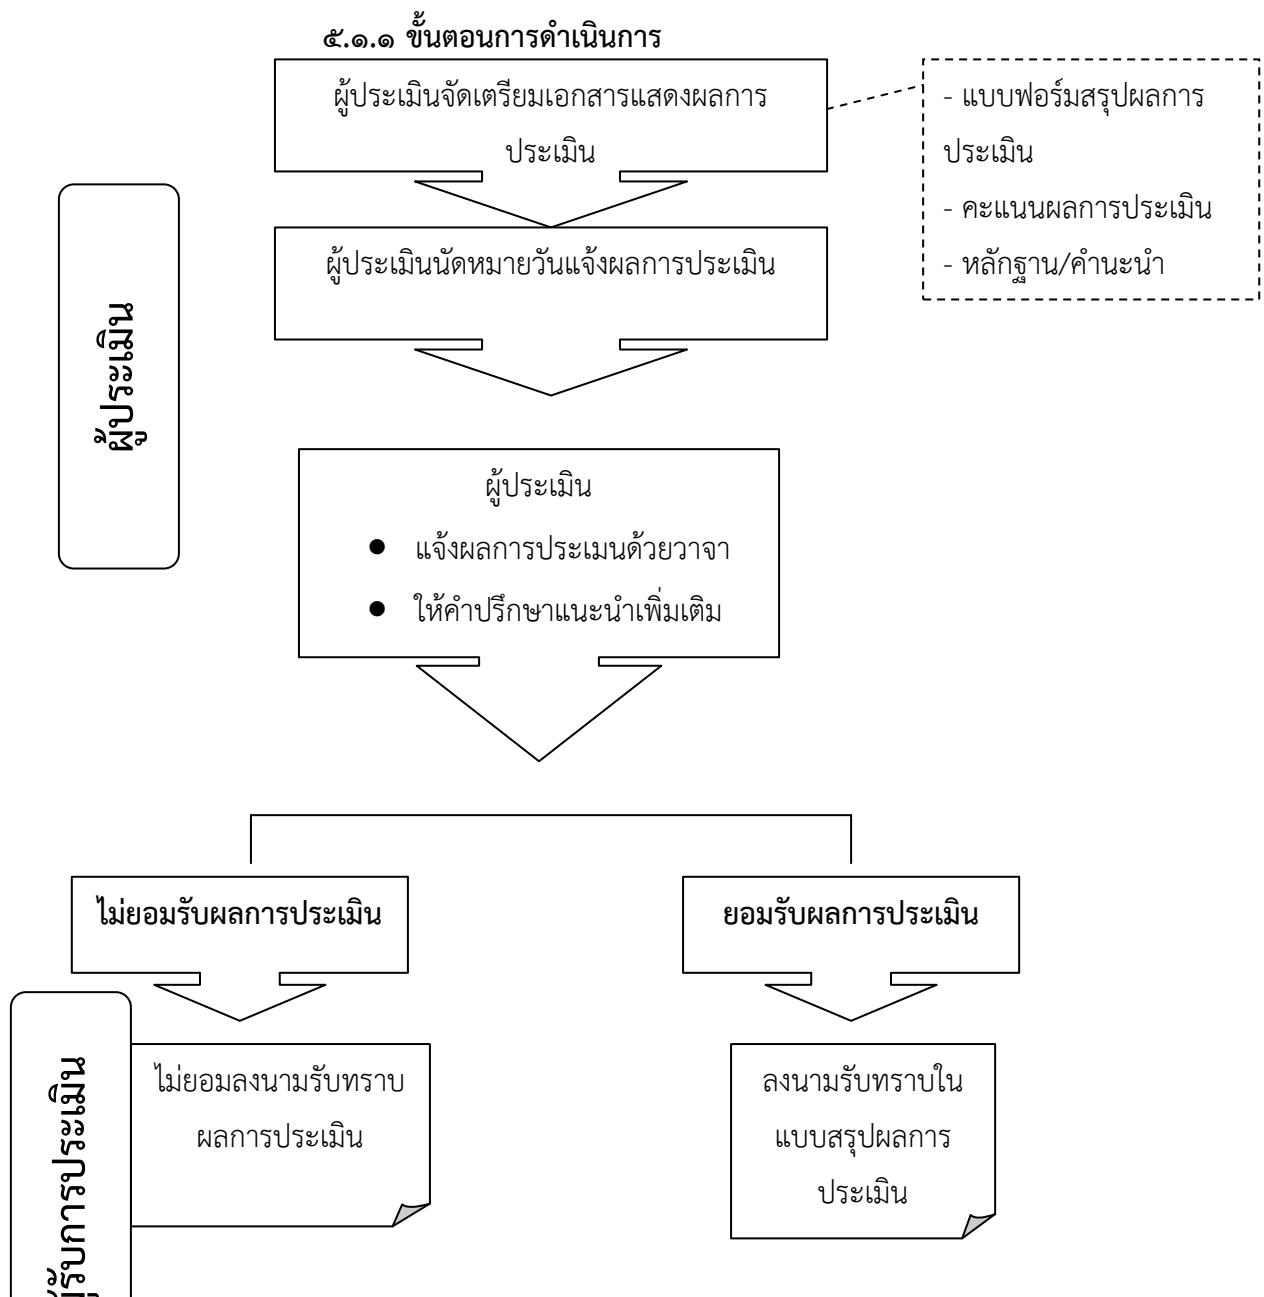 ๕.๑.๑ ขั้นตอนการดำเนินการ
ผู้ประเมินจัดเตรียมเอกสารแสดงผลการ
ประเมิน
- แบบฟอร์มสรุปผลการ
ประเมิน
- คะแนนผลการประเมิน
- หลักฐาน/คำนะนำ
ผู้ประเมินนัดหมายวันแจ้งผลการประเมิน
ผู้ประเมิน
ผู้ประเมิน
● แจ้งผลการประเมนด้วยวาจา
● ให้คำปรึกษาแนะนำเพิ่มเติม
ไม่ยอมรับผลการประเมิน
ยอมรับผลการประเมิน
ไม่ยอมลงนามรับทราบ
ผลการประเมิน
ลงนามรับทราบใน
แบบสรุปผลการ
ประเมิน
ผู้รับการประเมิน